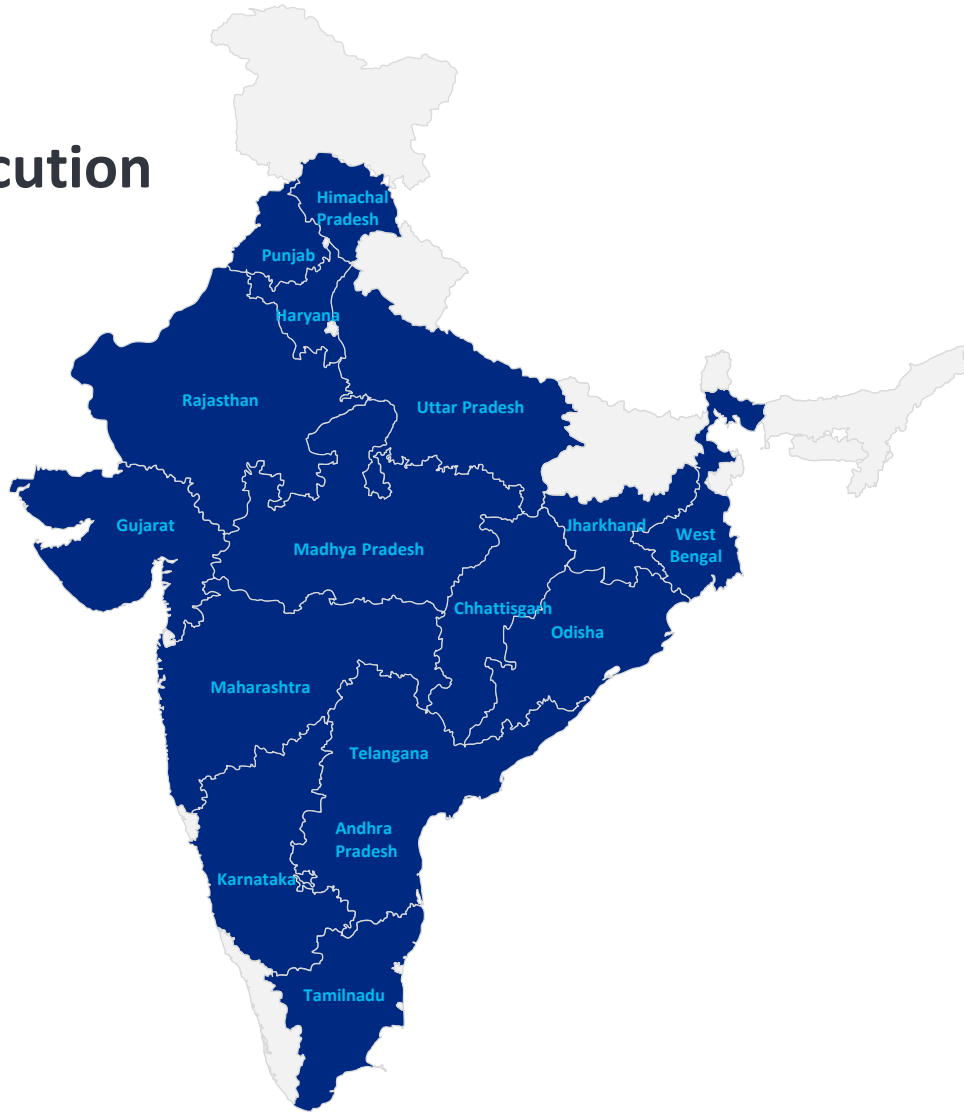 cution
Himachal
Pradesh
Punjab
Haryana
Rajasthan
Uttar Pradesh
Gujarat
Jharkhand
West
Bengal
Madhya Pradesh
Chhattisgarh
Odisha
Maharashtra
Telangana
Andhra
Pradesh
Karnataka
Tamilnadu